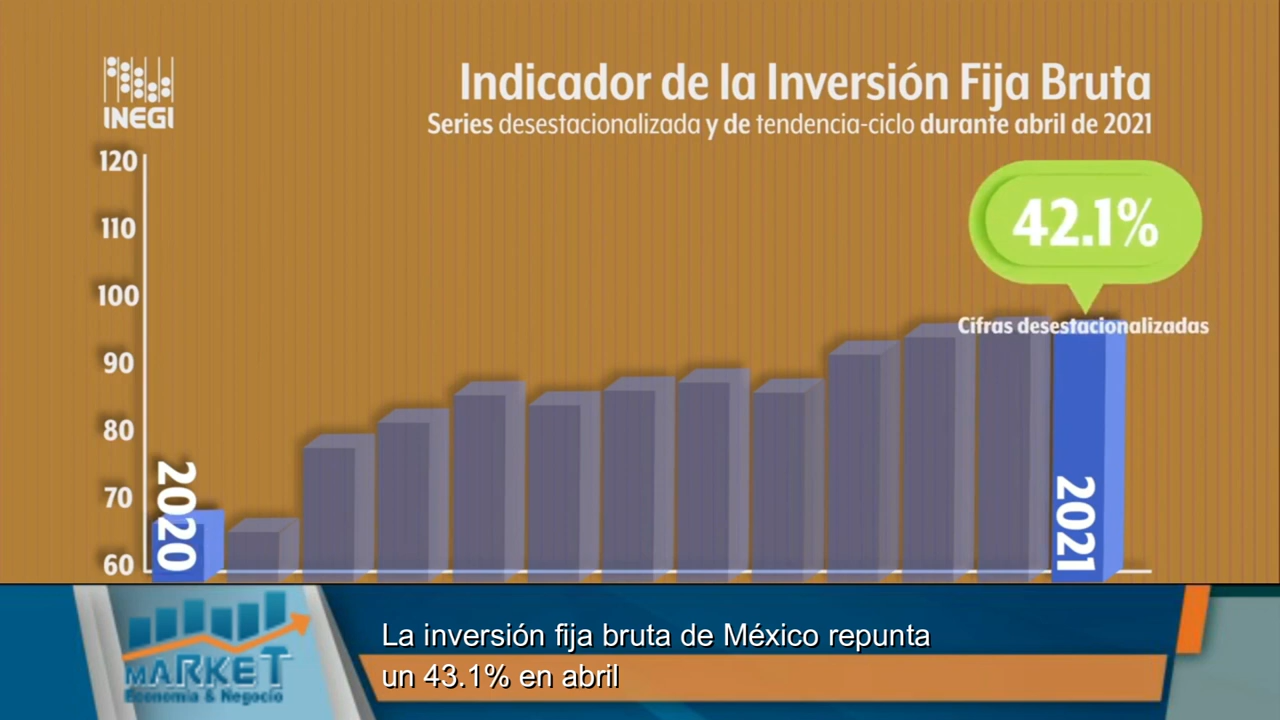 INEGI
Indicador de la Inversión Fija Bruta
Series desestacionalizada y de tendencia-ciclo durante abril de 2021
120
110
100
90
80
70
60
42.1%
Cifras desestacionalizadas
2020
2021
MARKET
Economía & Negocio
La inversión fija bruta de México repunta
un 43.1% en abril